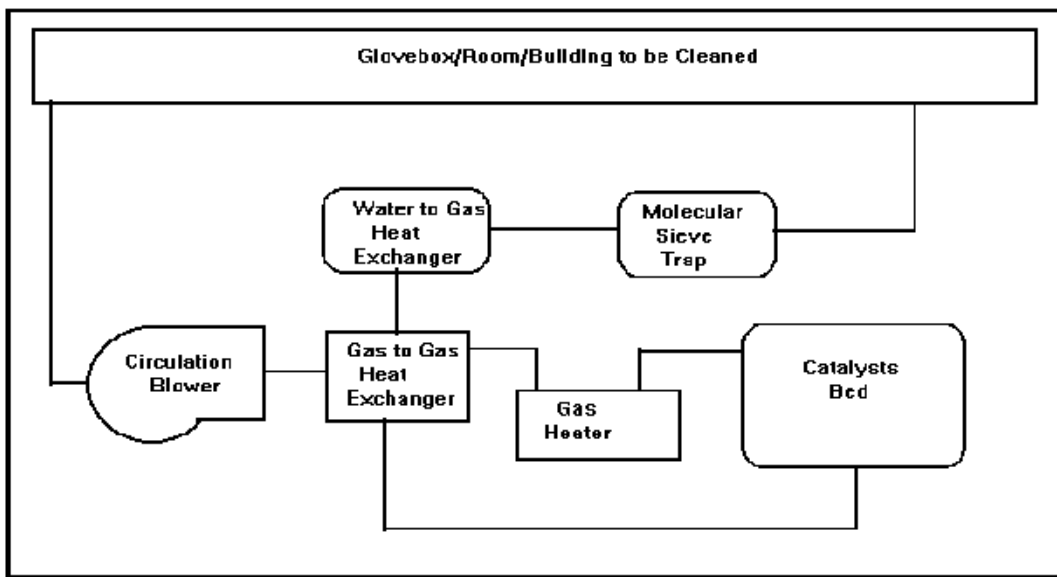 Glovebox/Room/Building to be Cleaned
Water to Gas
Heat
Exchanger
Molecular
Sieve
Trap
Circulation
Blower
Gas to Gas
Heat
Exchanger
Gas
Heater
Catalysts
Bed